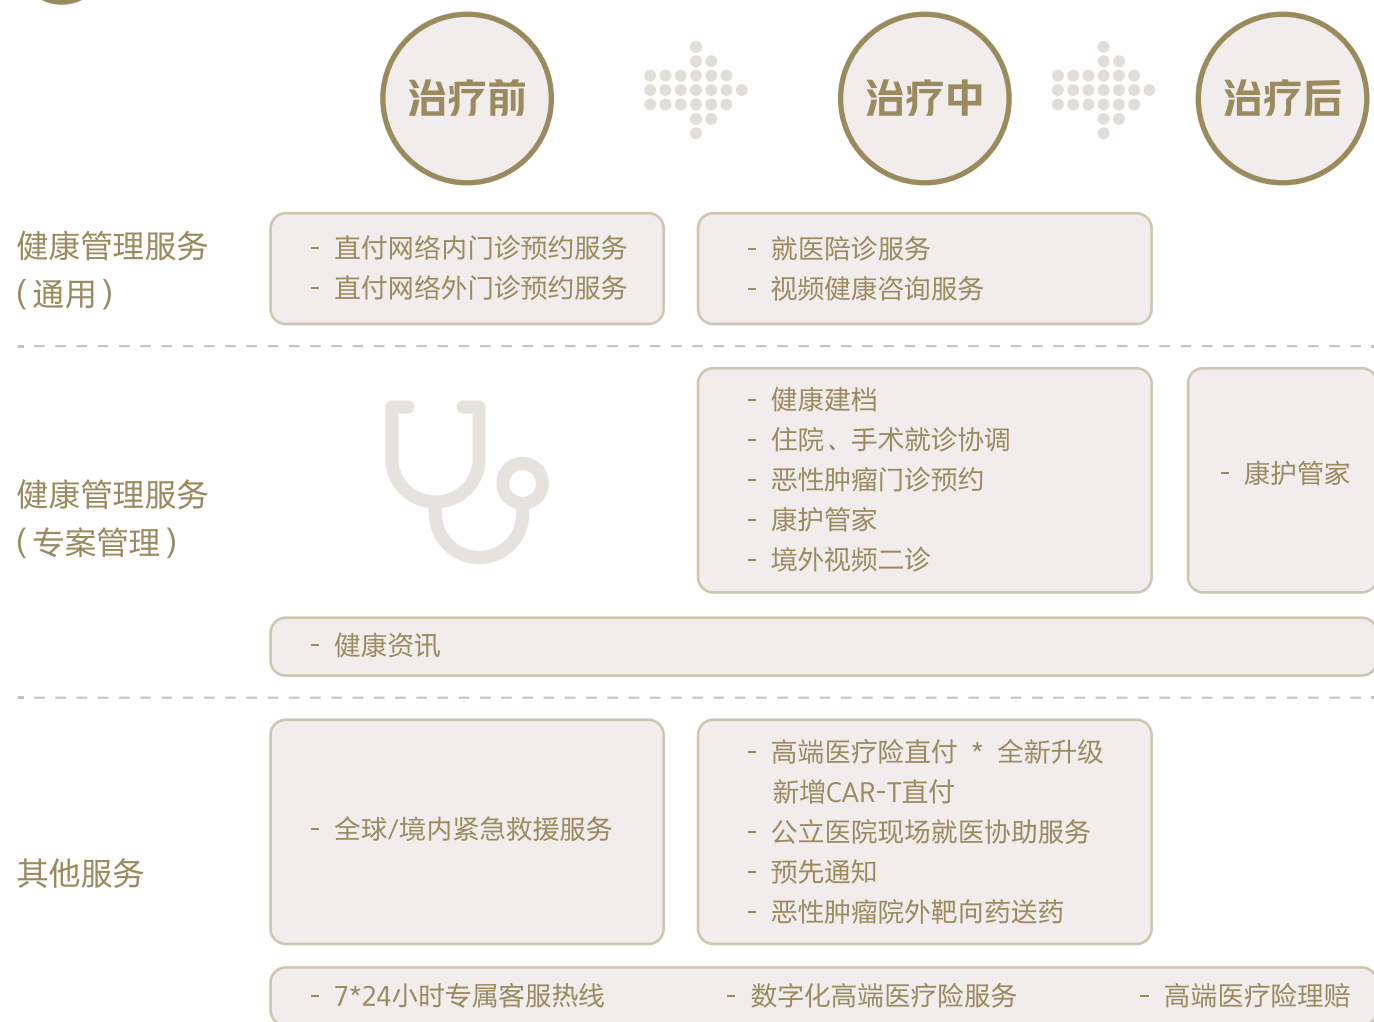 治疗前
治疗中
治疗后
健康管理服务
(通用)
- 直付网络内门诊预约服务
- 直付网络外门诊预约服务
- 就医陪诊服务
- 视频健康咨询服务
健康管理服务
(专案管理)
- 健康建档
- 住院、手术就诊协调
- 恶性肿瘤门诊预约
- 康护管家
- 境外视频二诊
- 康护管家
- 健康资讯
其他服务
- 全球/境内紧急救援服务
- 高端医疗险直付 * 全新升级
新增CAR-T直付
- 公立医院现场就医协助服务
- 预先通知
- 恶性肿瘤院外靶向药送药
- 7*24小时专属客服热线
- 数字化高端医疗险服务
- 高端医疗险理赔